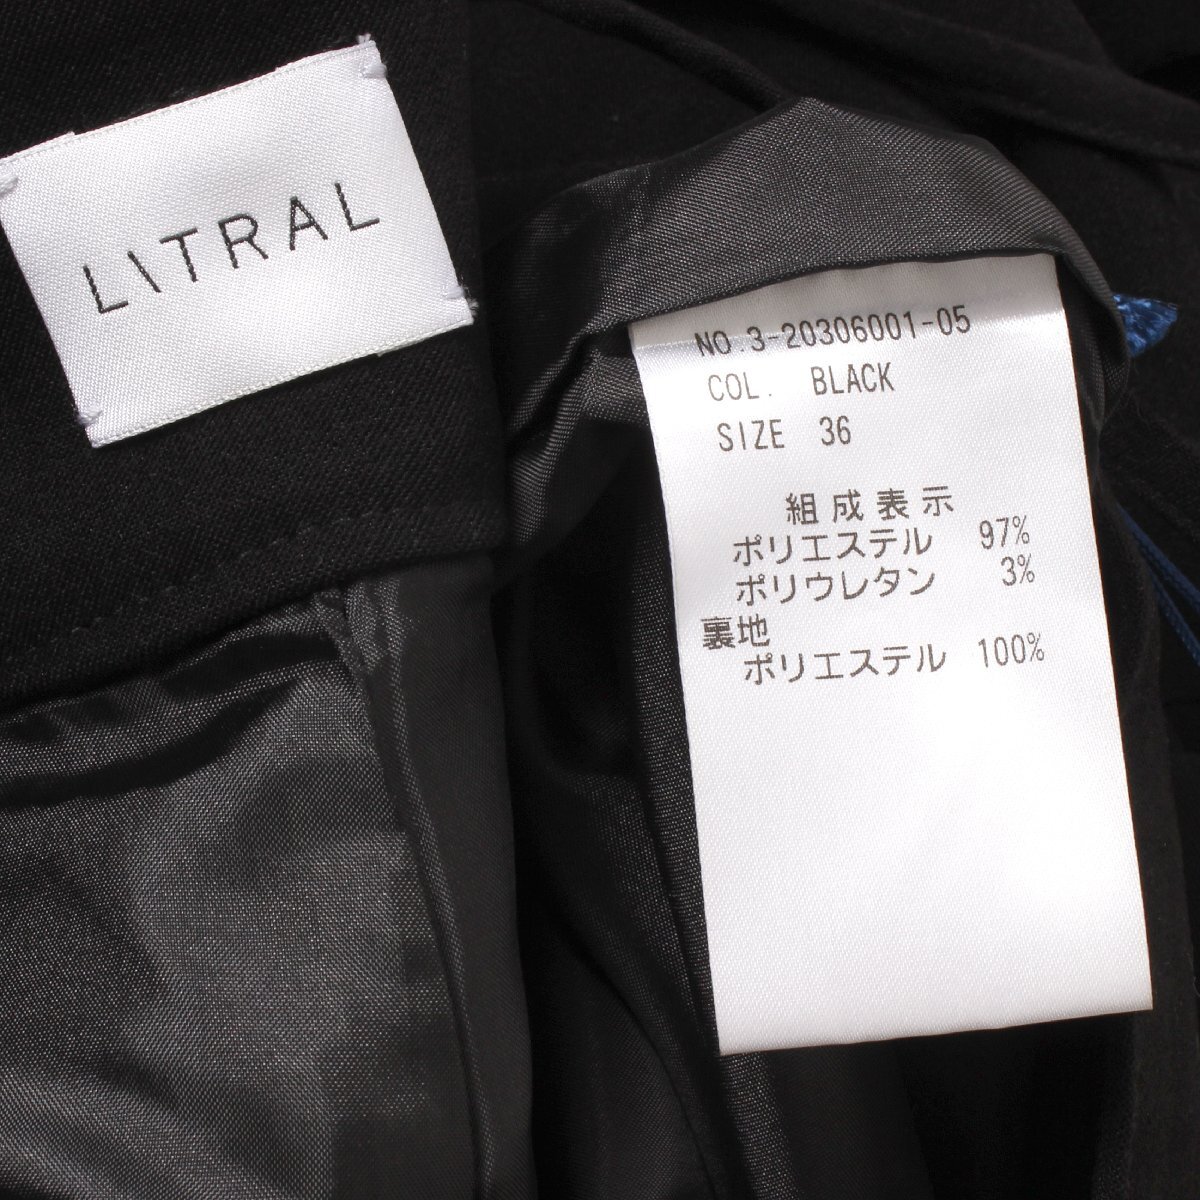 L\TRAL
NO.3-20306001-05
COL. BLACK
SIZE 36
組成表示
ポリエステル 97%
ポリウレタン 3%
裏地
ポリエステル 100%